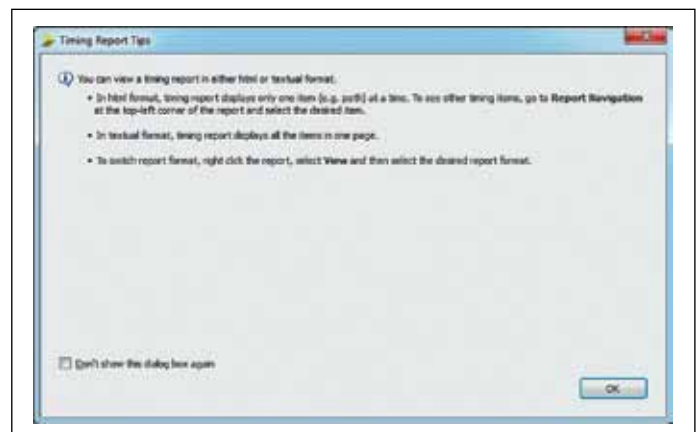 Timing Report Tips
You can view a timing report in either html or textual format.
• In html format, timing report displays only one item (e.g. path) at a time. To see other timing items, go to Report Navigation
at the top-left corner of the report and select the desired item.
• In textual format, timing report displays all the items in one page.
• To switch report format, right click the report, select View and then select the desired report format.
Don't show this dialog box again
OK